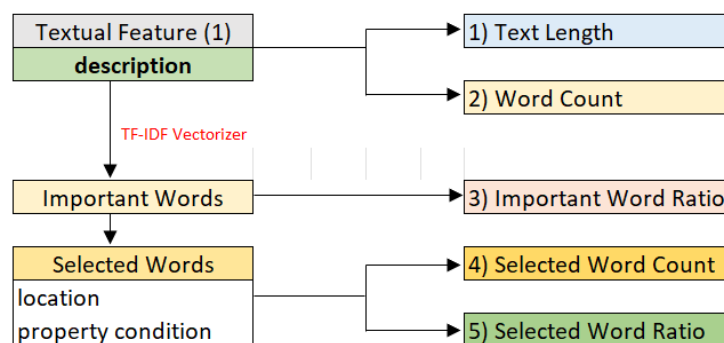 Textual Feature (1)
description
TF-IDF Vectorizer
Important Words
Selected Words
location
property condition
1) Text Length
2) Word Count
3) Important Word Ratio
4) Selected Word Count
5) Selected Word Ratio